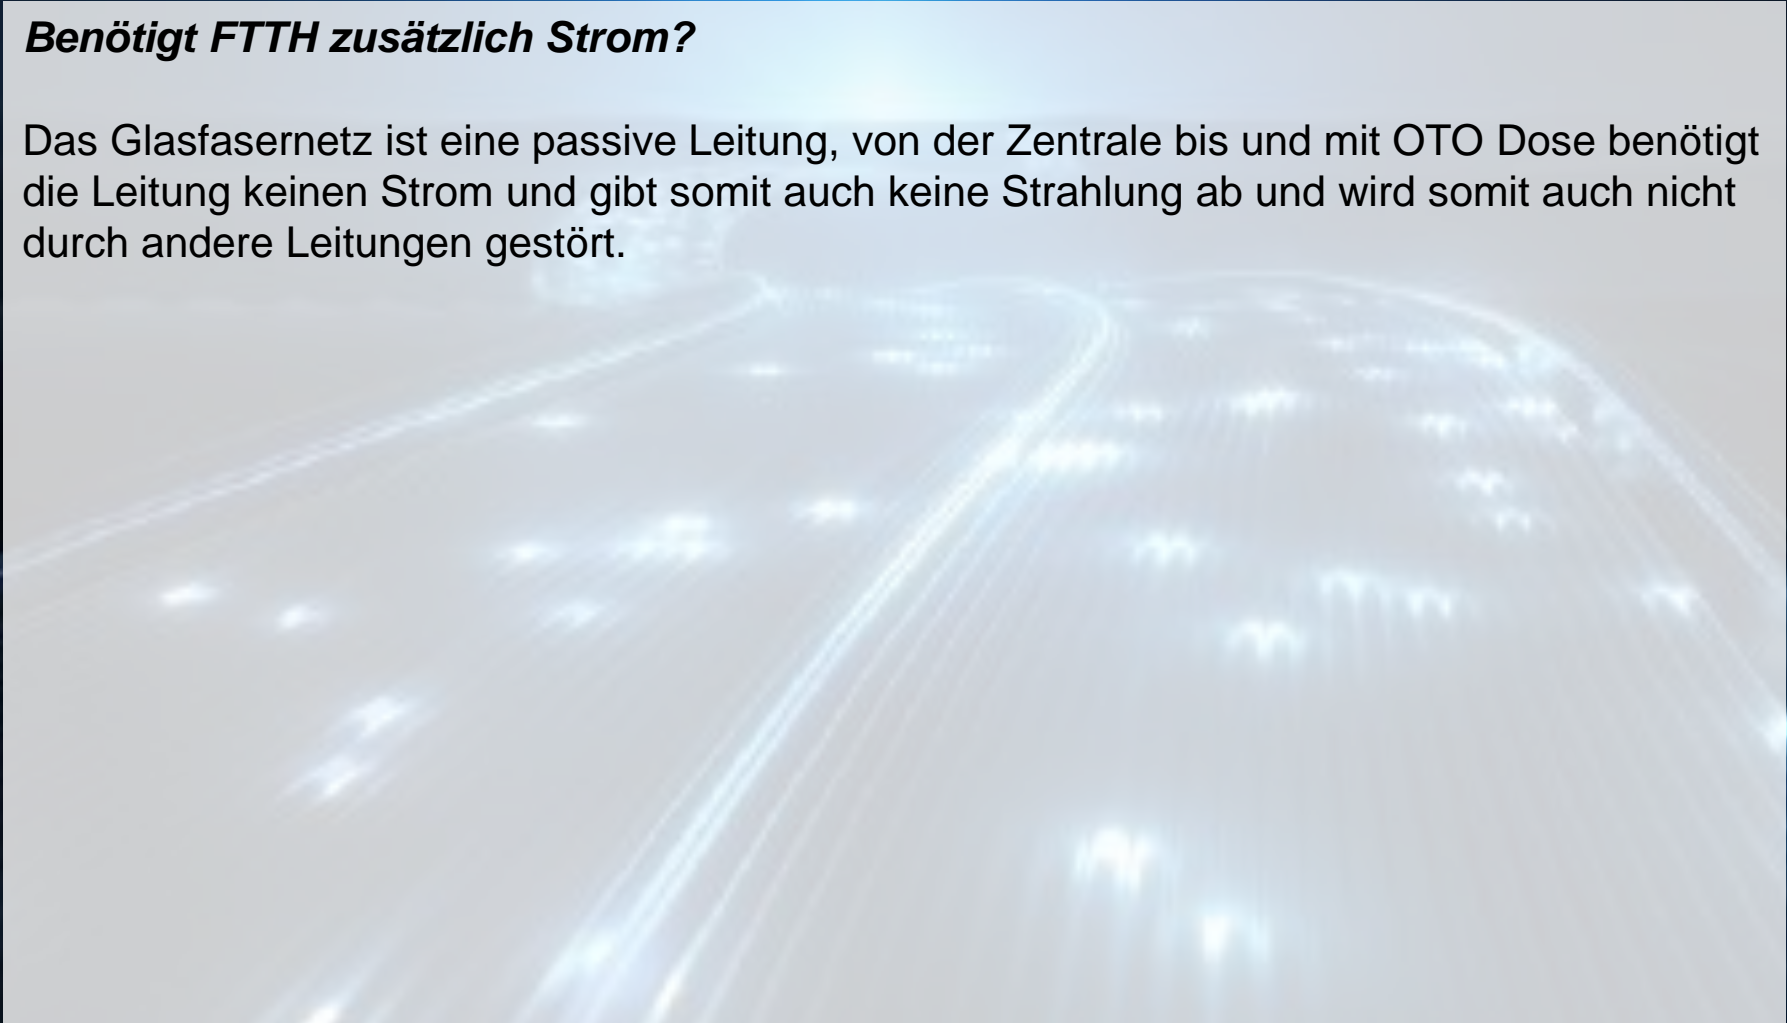 Benötigt FTTH zusätzlich Strom?
Das Glasfasernetz ist eine passive Leitung, von der Zentrale bis und mit OTO Dose benötigt
die Leitung keinen Strom und gibt somit auch keine Strahlung ab und wird somit auch nicht
durch andere Leitungen gestört.